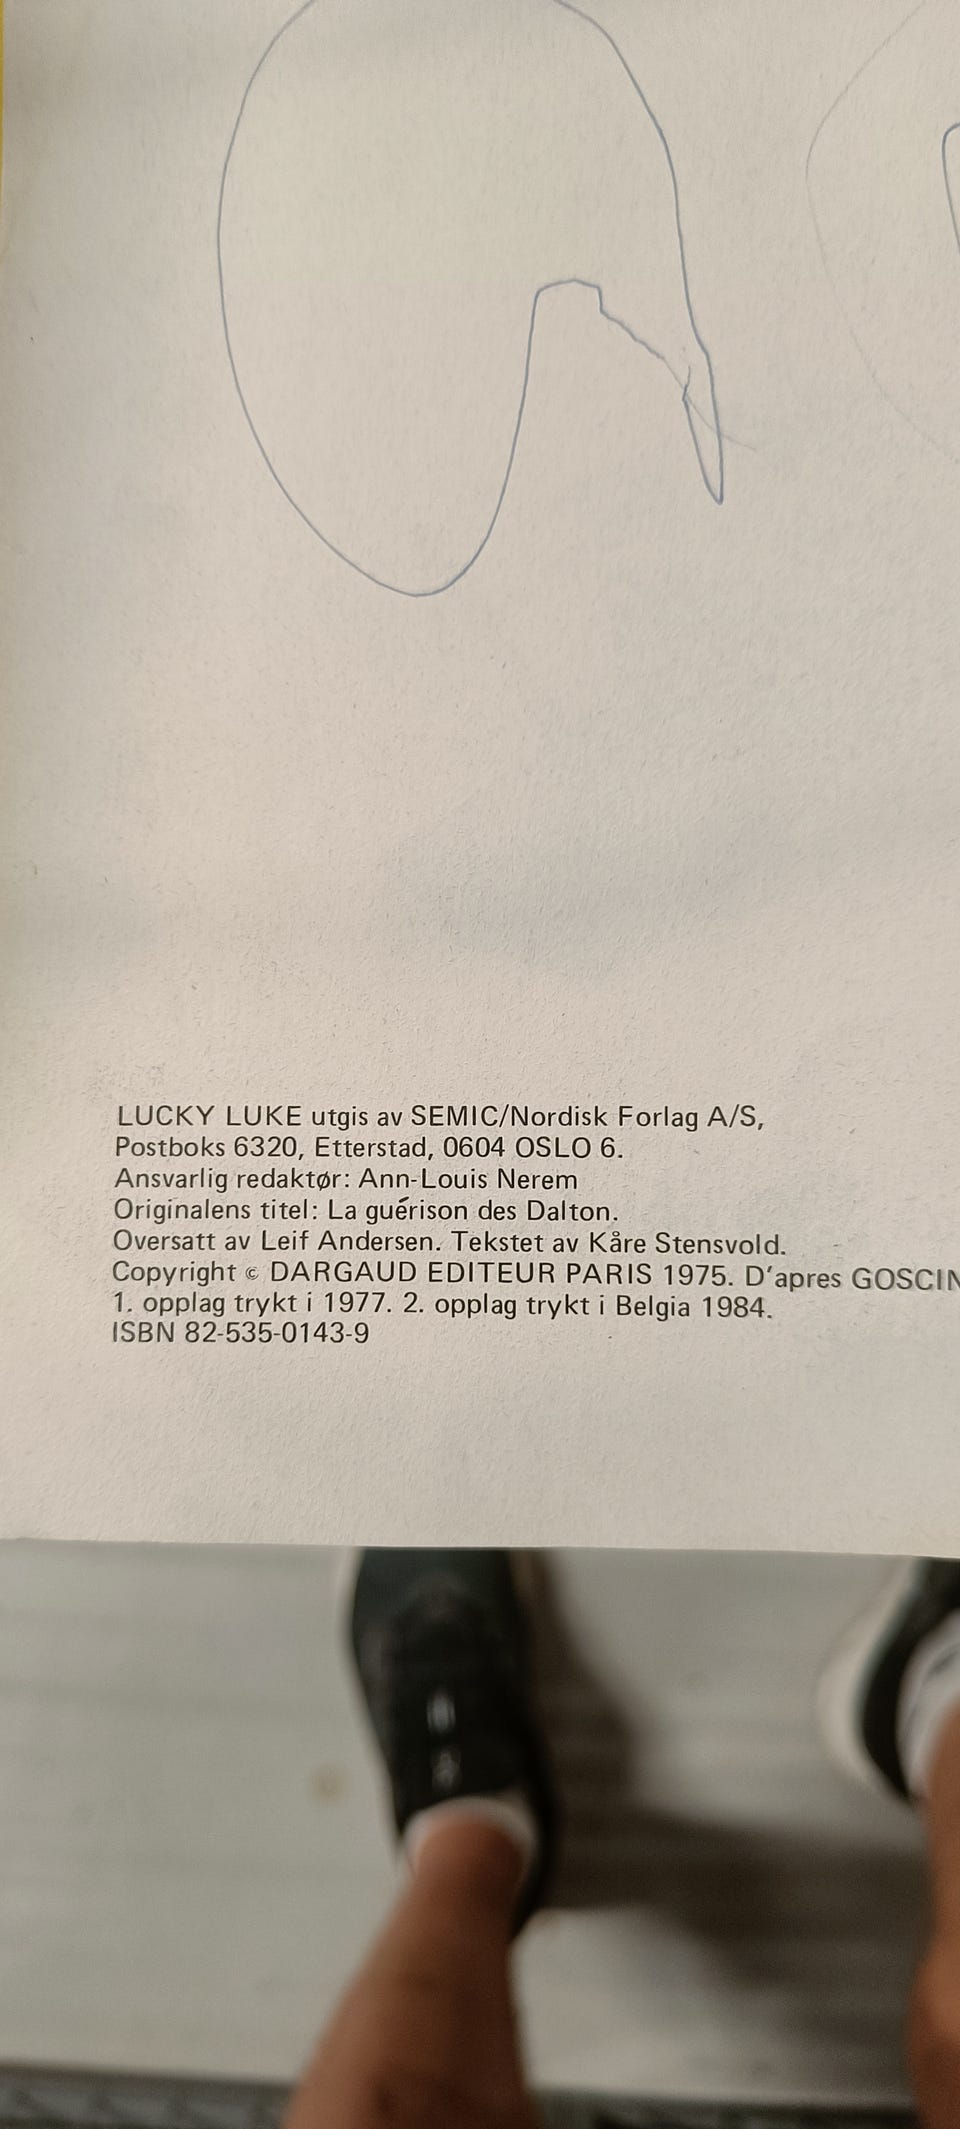 LUCKY LUKE utgis av SEMIC/Nordisk Forlag A/S,
Postboks 6320, Etterstad, 0604 OSLO 6.
Ansvarlig redaktør: Ann-Louis Nerem
Originalens titel: La guérison des Dalton.
Oversatt av Leif Andersen. Tekstet av Kåre Stensvold.
Copyright © DARGAUD EDITEUR PARIS 1975. D'apres GOSCIN
1. opplag trykt i 1977. 2. opplag trykt i Belgia 1984.
ISBN 82-535-0143-9